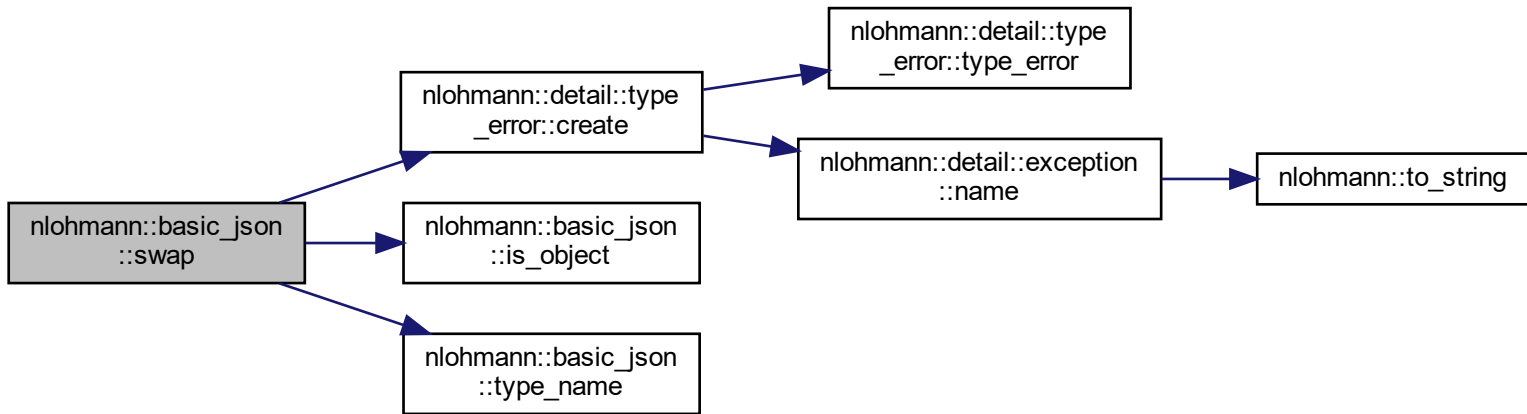 nlohmann::detail::type
_error::type_error
nlohmann::detail::type
_error::create
nlohmann::detail::exception
::name
nlohmann::to_string
nlohmann::basic_json
::swap
nlohmann::basic_json
::is_object
nlohmann::basic_json
::type_name